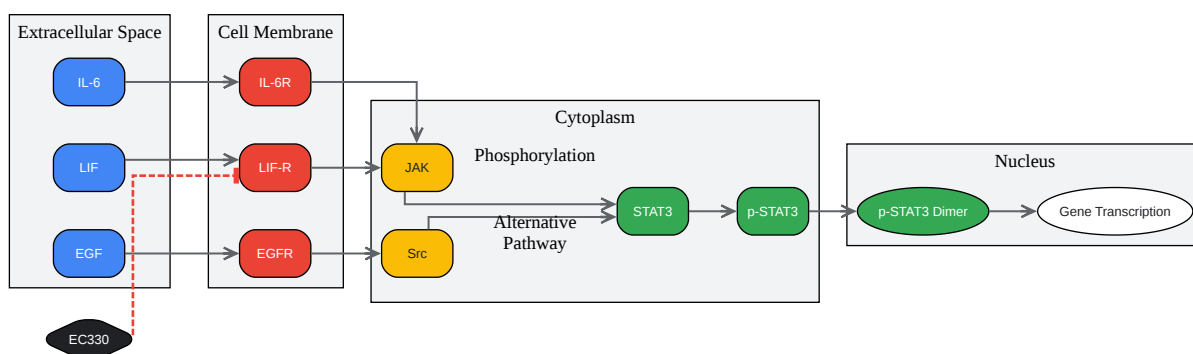 Extracellular Space
Cell Membrane
IL-6
IL-6R
Cytoplasm
LIF
LIF-R
JAK
Phosphorylation
Nucleus
STAT3
p-STAT3
p-STAT3 Dimer
Gene Transcription
Alternative
Pathway
EGF
EGFR
Src
EC330